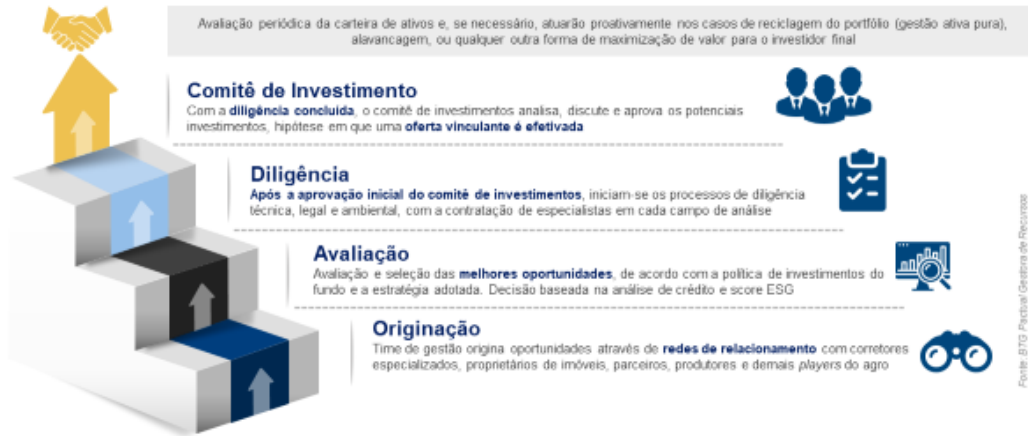 Avaliação periódica da carteira de ativos e, se necessário, atuarão proativamente nos casos de reciclagem do portfólio (gestão ativa pura),
alavancagem, ou qualquer outra forma de maximização de valor para o investidor final
Comitê de Investimento
Com a diligência concluída, o comitê de investimentos analisa, discute e aprova os potenciais
investimentos, hipótese em que uma oferta vinculante é efetivada
Diligência
Após a aprovação inicial do comitê de investimentos, iniciam-se os processos de diligência
técnica, legal e ambiental, com a contratação de especialistas em cada campo de análise
Avaliação
Avaliação e seleção das melhores oportunidades, de acordo com a política de investimentos do
fundo e a estratégia adotada. Decisão baseada na análise de crédito e score ESG
Originação
Time de gestão origina oportunidades através de redes de relacionamento com corretores
especializados, proprietários de imóveis, parceiros, produtores e demais players do agro
Fonte: BTG Pactual Gestora de Recursos